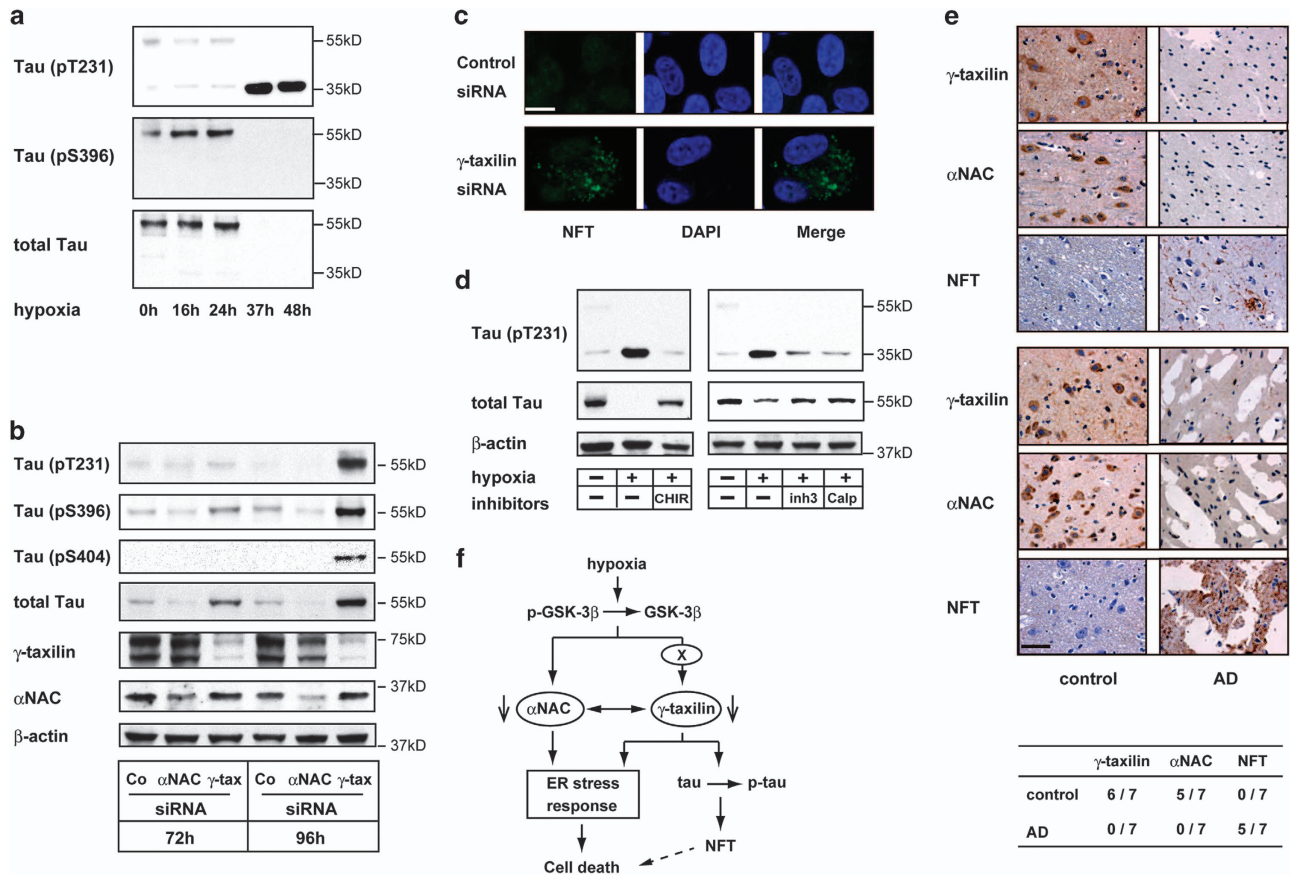 a
Tau (pT231)
55kD
35kD
Tau (pS396)
55kD
35kD
total Tau
55kD
35kD
hypoxia 0h 16h 24h 37h 48h
b
Tau (pT231) 55kD
Tau (pS396) 55kD
Tau (pS404) 55kD
total Tau 55kD
γ-taxilin 75kD
αNAC 37kD
β-actin 37kD
Co αNAC γ-tax Co αNAC γ-tax
siRNA siRNA
72h 96h
c
Control
siRNA
γ-taxilin
siRNA
NFT DAPI Merge
d
Tau (pT231)
55kD
35kD
total Tau 55kD
β-actin 37kD
hypoxia – + + – + + +
inhibitors – – CHIR – – inh3 Calp
f
hypoxia
p-GSK-3β GSK-3β
X
αNAC γ-taxilin
ER stress
response
tau p-tau
NFT
Cell death
e
γ-taxilin
αNAC
NFT
γ-taxilin
αNAC
NFT
control AD
γ-taxilin αNAC NFT
control 6 / 7 5 / 7 0 / 7
AD 0 / 7 0 / 7 5 / 7